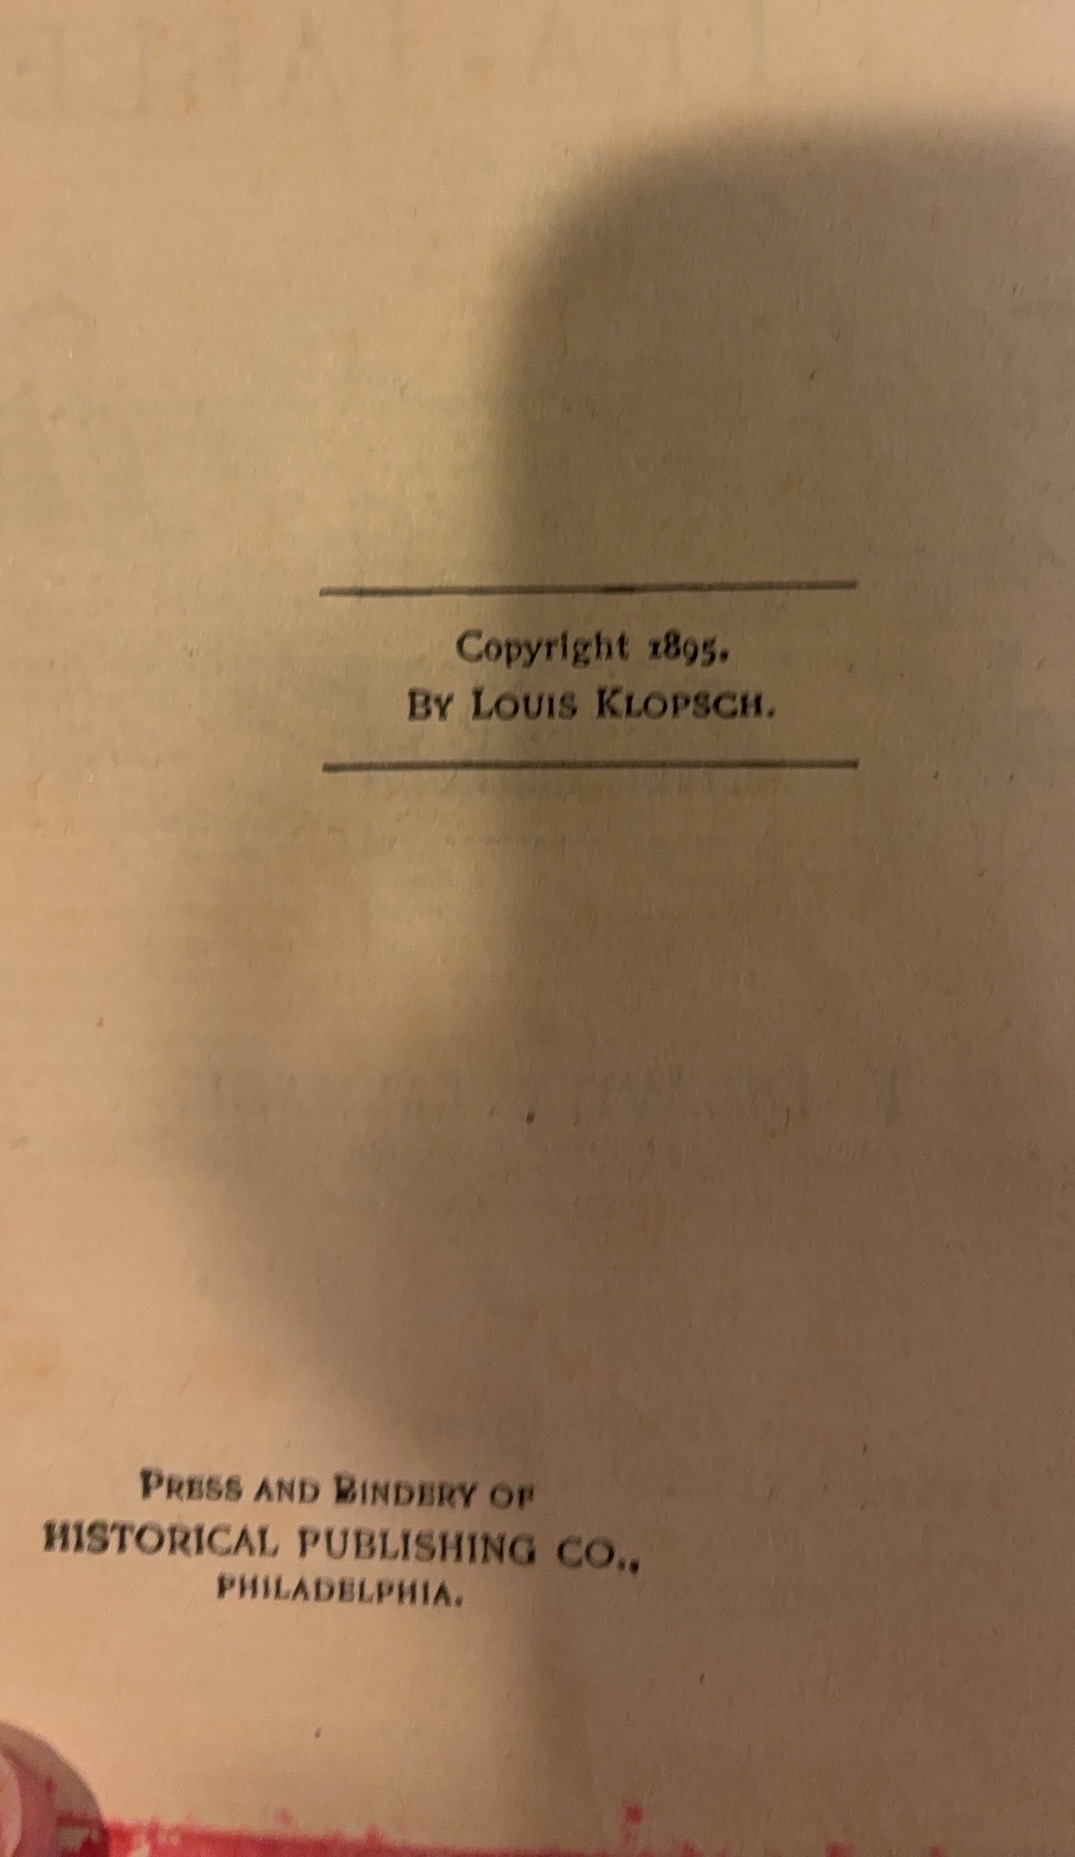 Copyright 1895.
BY LOUIS KLOPSCH.
PRESS AND BINDERY OF
HISTORICAL PUBLISHING CO.,
PHILADELPHIA.